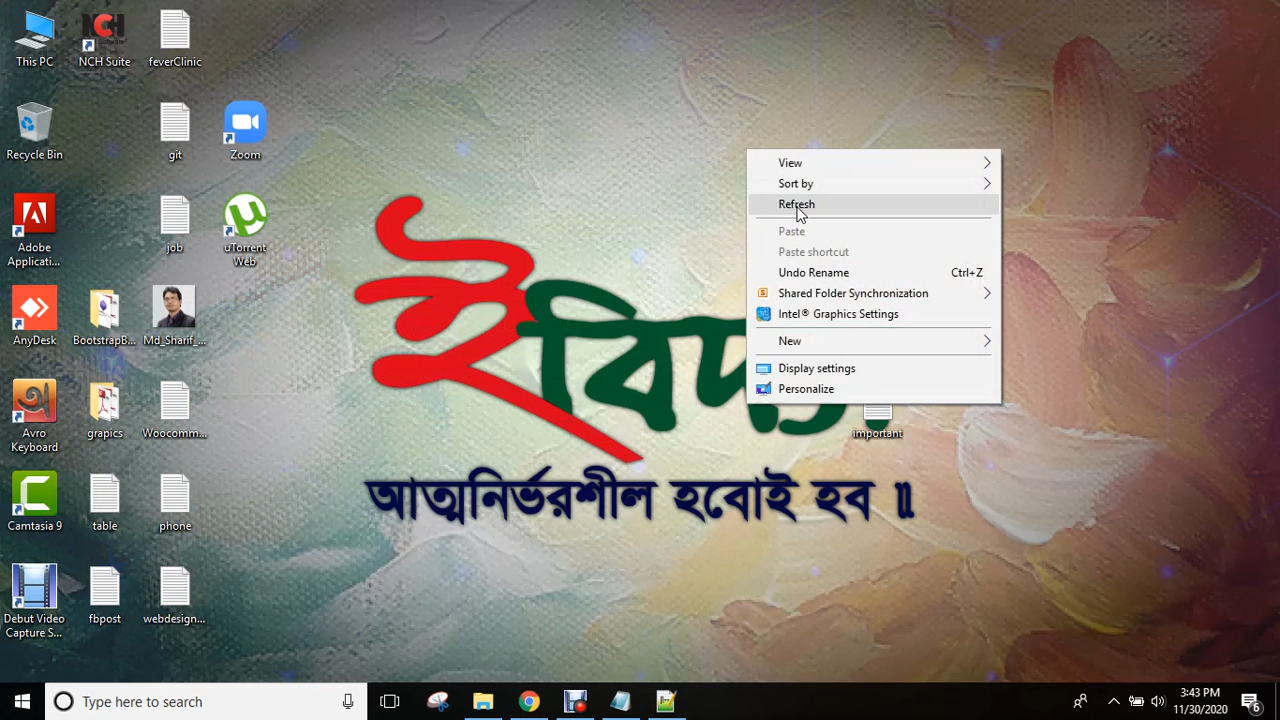 This PC
NCH Suite
feverClinic
Recycle Bin
git
Zoom
Adobe
Applicati...
job
uTorrent
Web
AnyDesk
BootstrapB...
Md_Sharif_...
Avro
Keyboard
grapics
Woocomm...
Camtasia 9
table
phone
Debut Video
Capture S...
fbpost
webdesign...
important
View
Sort by
Refresh
Paste
Paste shortcut
Undo Rename Ctrl+Z
Shared Folder Synchronization
Intel® Graphics Settings
New
Display settings
Personalize
আত্মনির্ভরশীল হবোই হব ॥
Type here to search
3:43 PM
11/30/2020
6